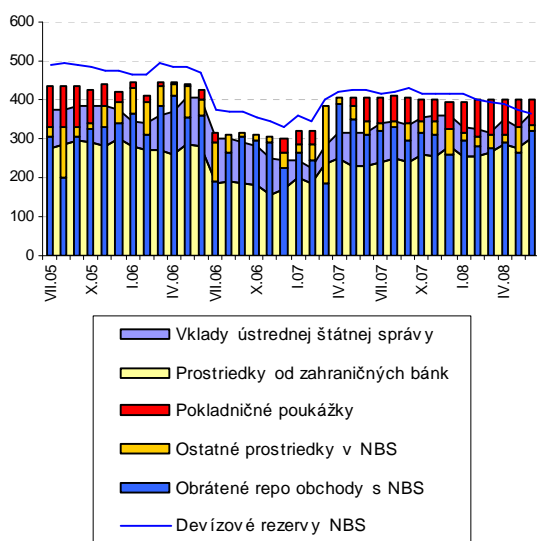 600
500
400
300
200
100
0
VII.05
X.05
I.06
IV.06
VII.06
X.06
I.07
IV.07
VII.07
X.07
I.08
IV.08
Vklady ústrednej štátnej správy
Prostriedky od zahraničných bánk
Pokladničné poukážky
Ostatné prostriedky v NBS
Obrátené repo obchody s NBS
Devízové rezervy NBS